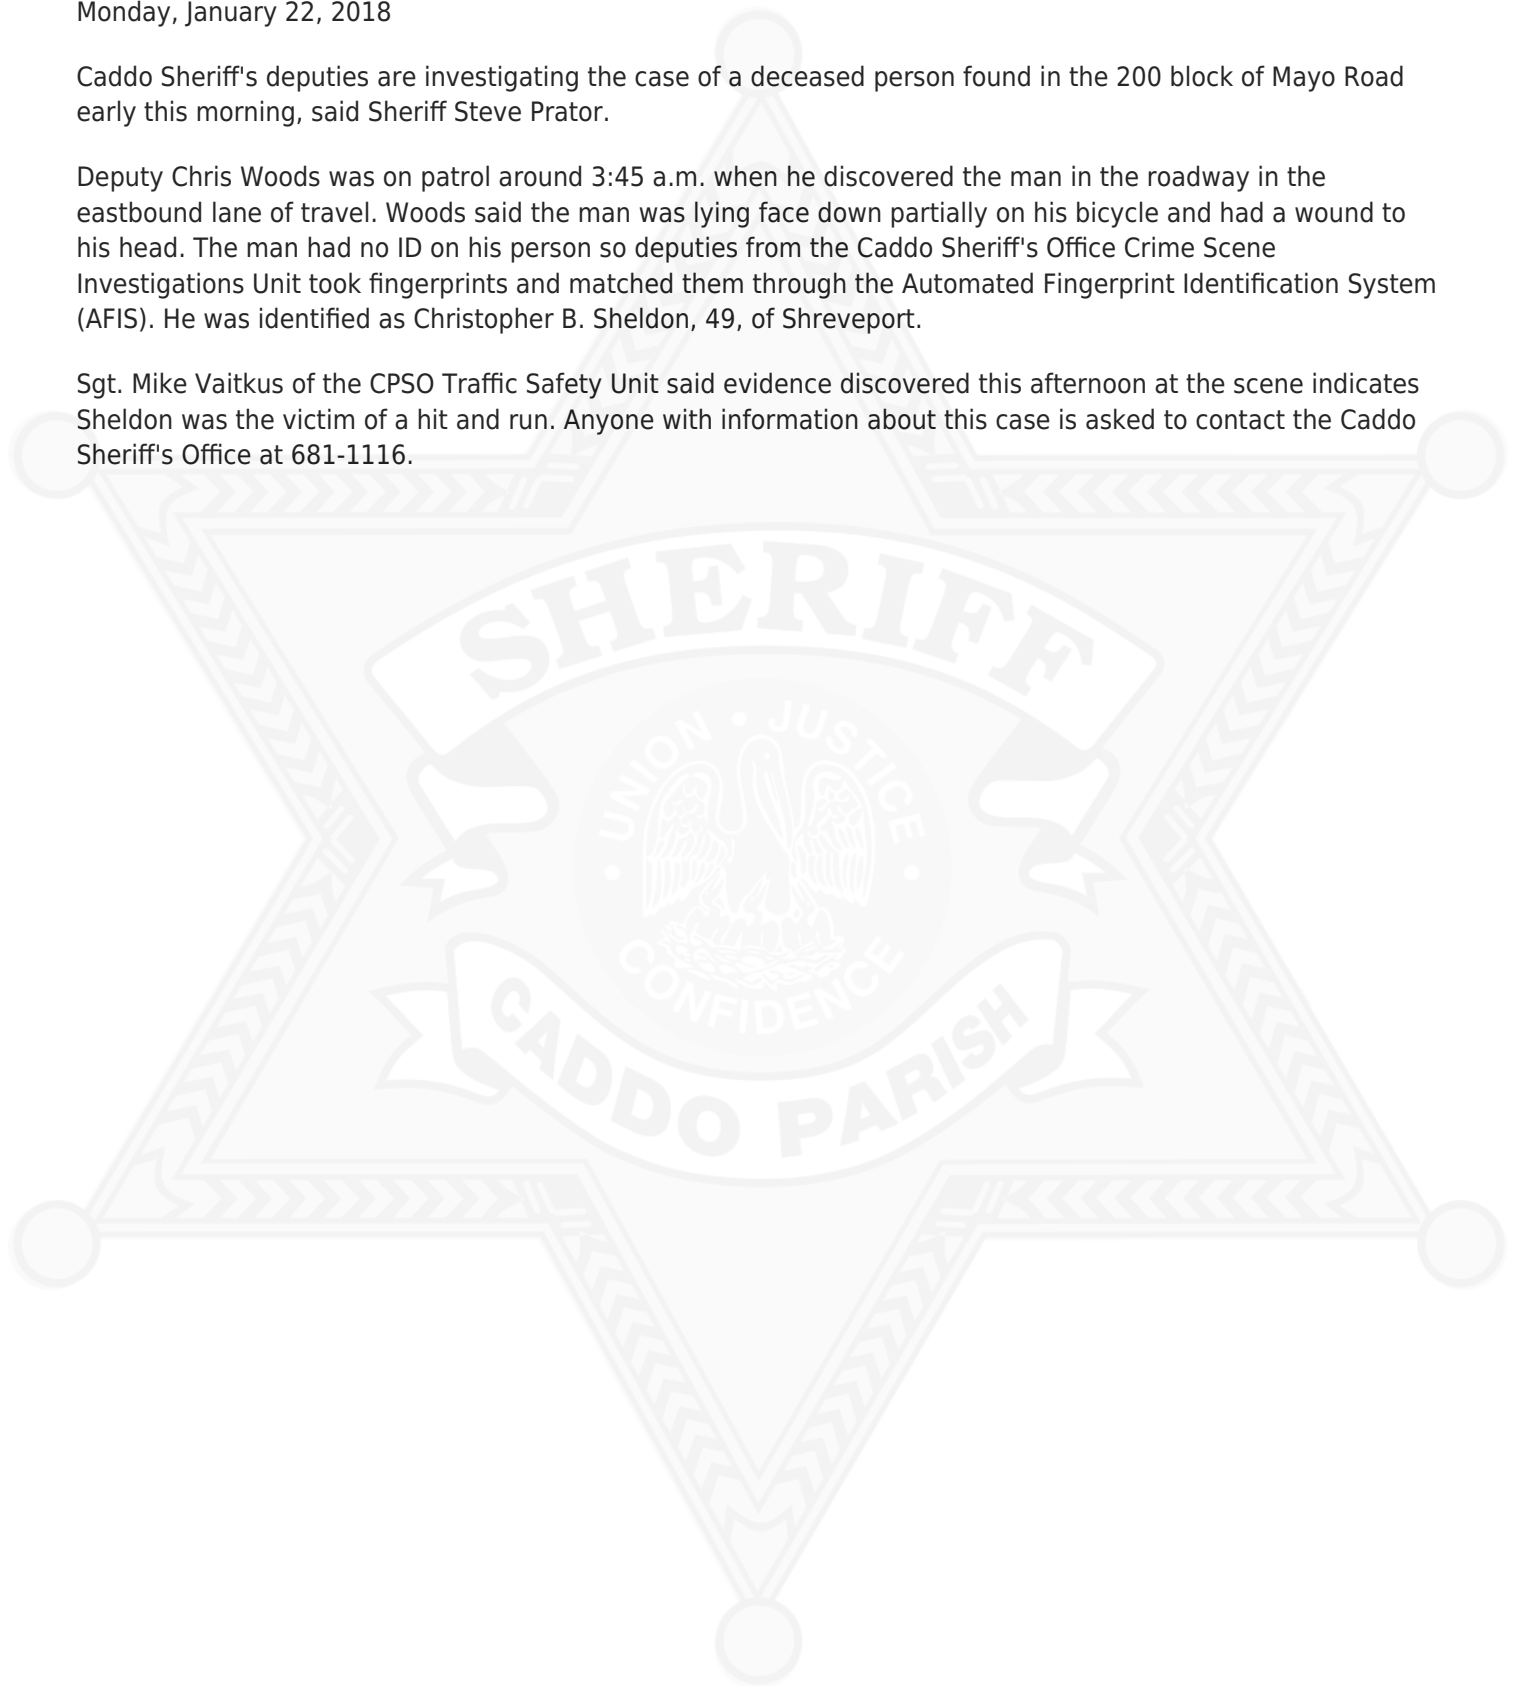 Monday, January 22, 2018
Caddo Sheriff's deputies are investigating the case of a deceased person found in the 200 block of Mayo Road
early this morning, said Sheriff Steve Prator.
Deputy Chris Woods was on patrol around 3:45 a.m. when he discovered the man in the roadway in the
eastbound lane of travel. Woods said the man was lying face down partially on his bicycle and had a wound to
his head. The man had no ID on his person so deputies from the Caddo Sheriff's Office Crime Scene
Investigations Unit took fingerprints and matched them through the Automated Fingerprint Identification System
(AFIS). He was identified as Christopher B. Sheldon, 49, of Shreveport.
Sgt. Mike Vaitkus of the CPSO Traffic Safety Unit said evidence discovered this afternoon at the scene indicates
Sheldon was the victim of a hit and run. Anyone with information about this case is asked to contact the Caddo
Sheriff's Office at 681-1116.
SHERIFF
UNION • JUSTICE
• CONFIDENCE •
CADDO PARISH